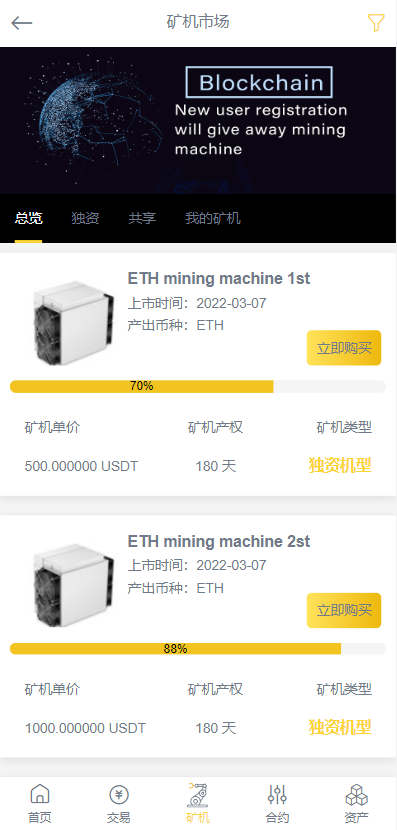 矿机市场
Blockchain
New user registration
will give away mining
machine
总览 独资 共享 我的矿机
ETH mining machine 1st
上市时间：2022-03-07
产出币种：ETH
立即购买
70%
矿机单价 矿机产权 矿机类型
500.000000 USDT 180 天 独资机型
ETH mining machine 2st
上市时间：2022-03-07
产出币种：ETH
立即购买
88%
矿机单价 矿机产权 矿机类型
1000.000000 USDT 180 天 独资机型
首页 交易 矿机 合约 资产